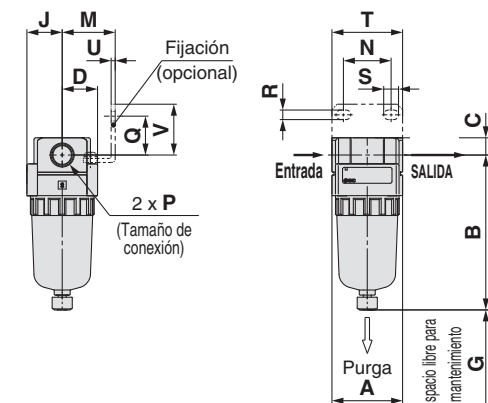 J
M
T
U
N
D
Fijación
(opcional)
S
R
Q
V
C
Entrada
SALIDA
2 x P
(Tamaño de
conexión)
B
Purga
A
spacio libre para
mantenimiento
G